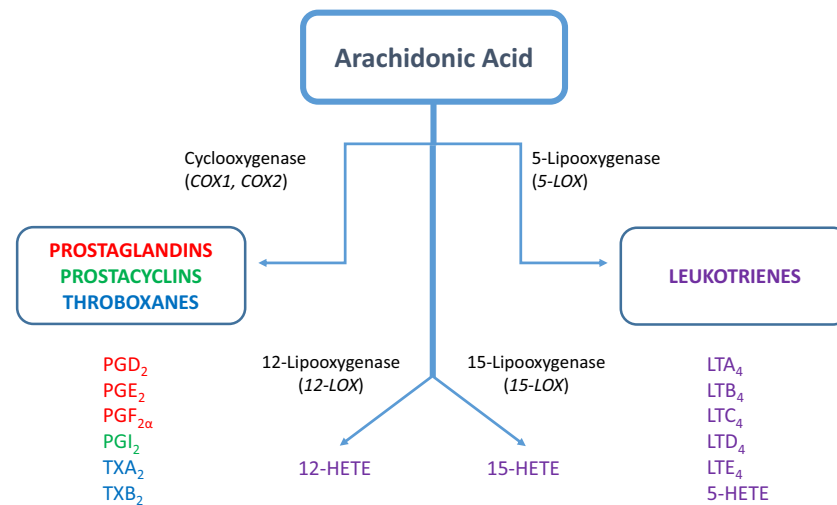 Arachidonic Acid
Cyclooxygenase
(COX1, COX2)
5-Lipooxygenase
(5-LOX)
PROSTAGLANDINS
PROSTACYCLINS
THROBOXANES
LEUKOTRIENES
12-Lipooxygenase
(12-LOX)
15-Lipooxygenase
(15-LOX)
PGD₂
PGE₂
PGF₂α
PGI₂
TXA₂
TXB₂
12-HETE
15-HETE
LTA₄
LTB₄
LTC₄
LTD₄
LTE₄
5-HETE